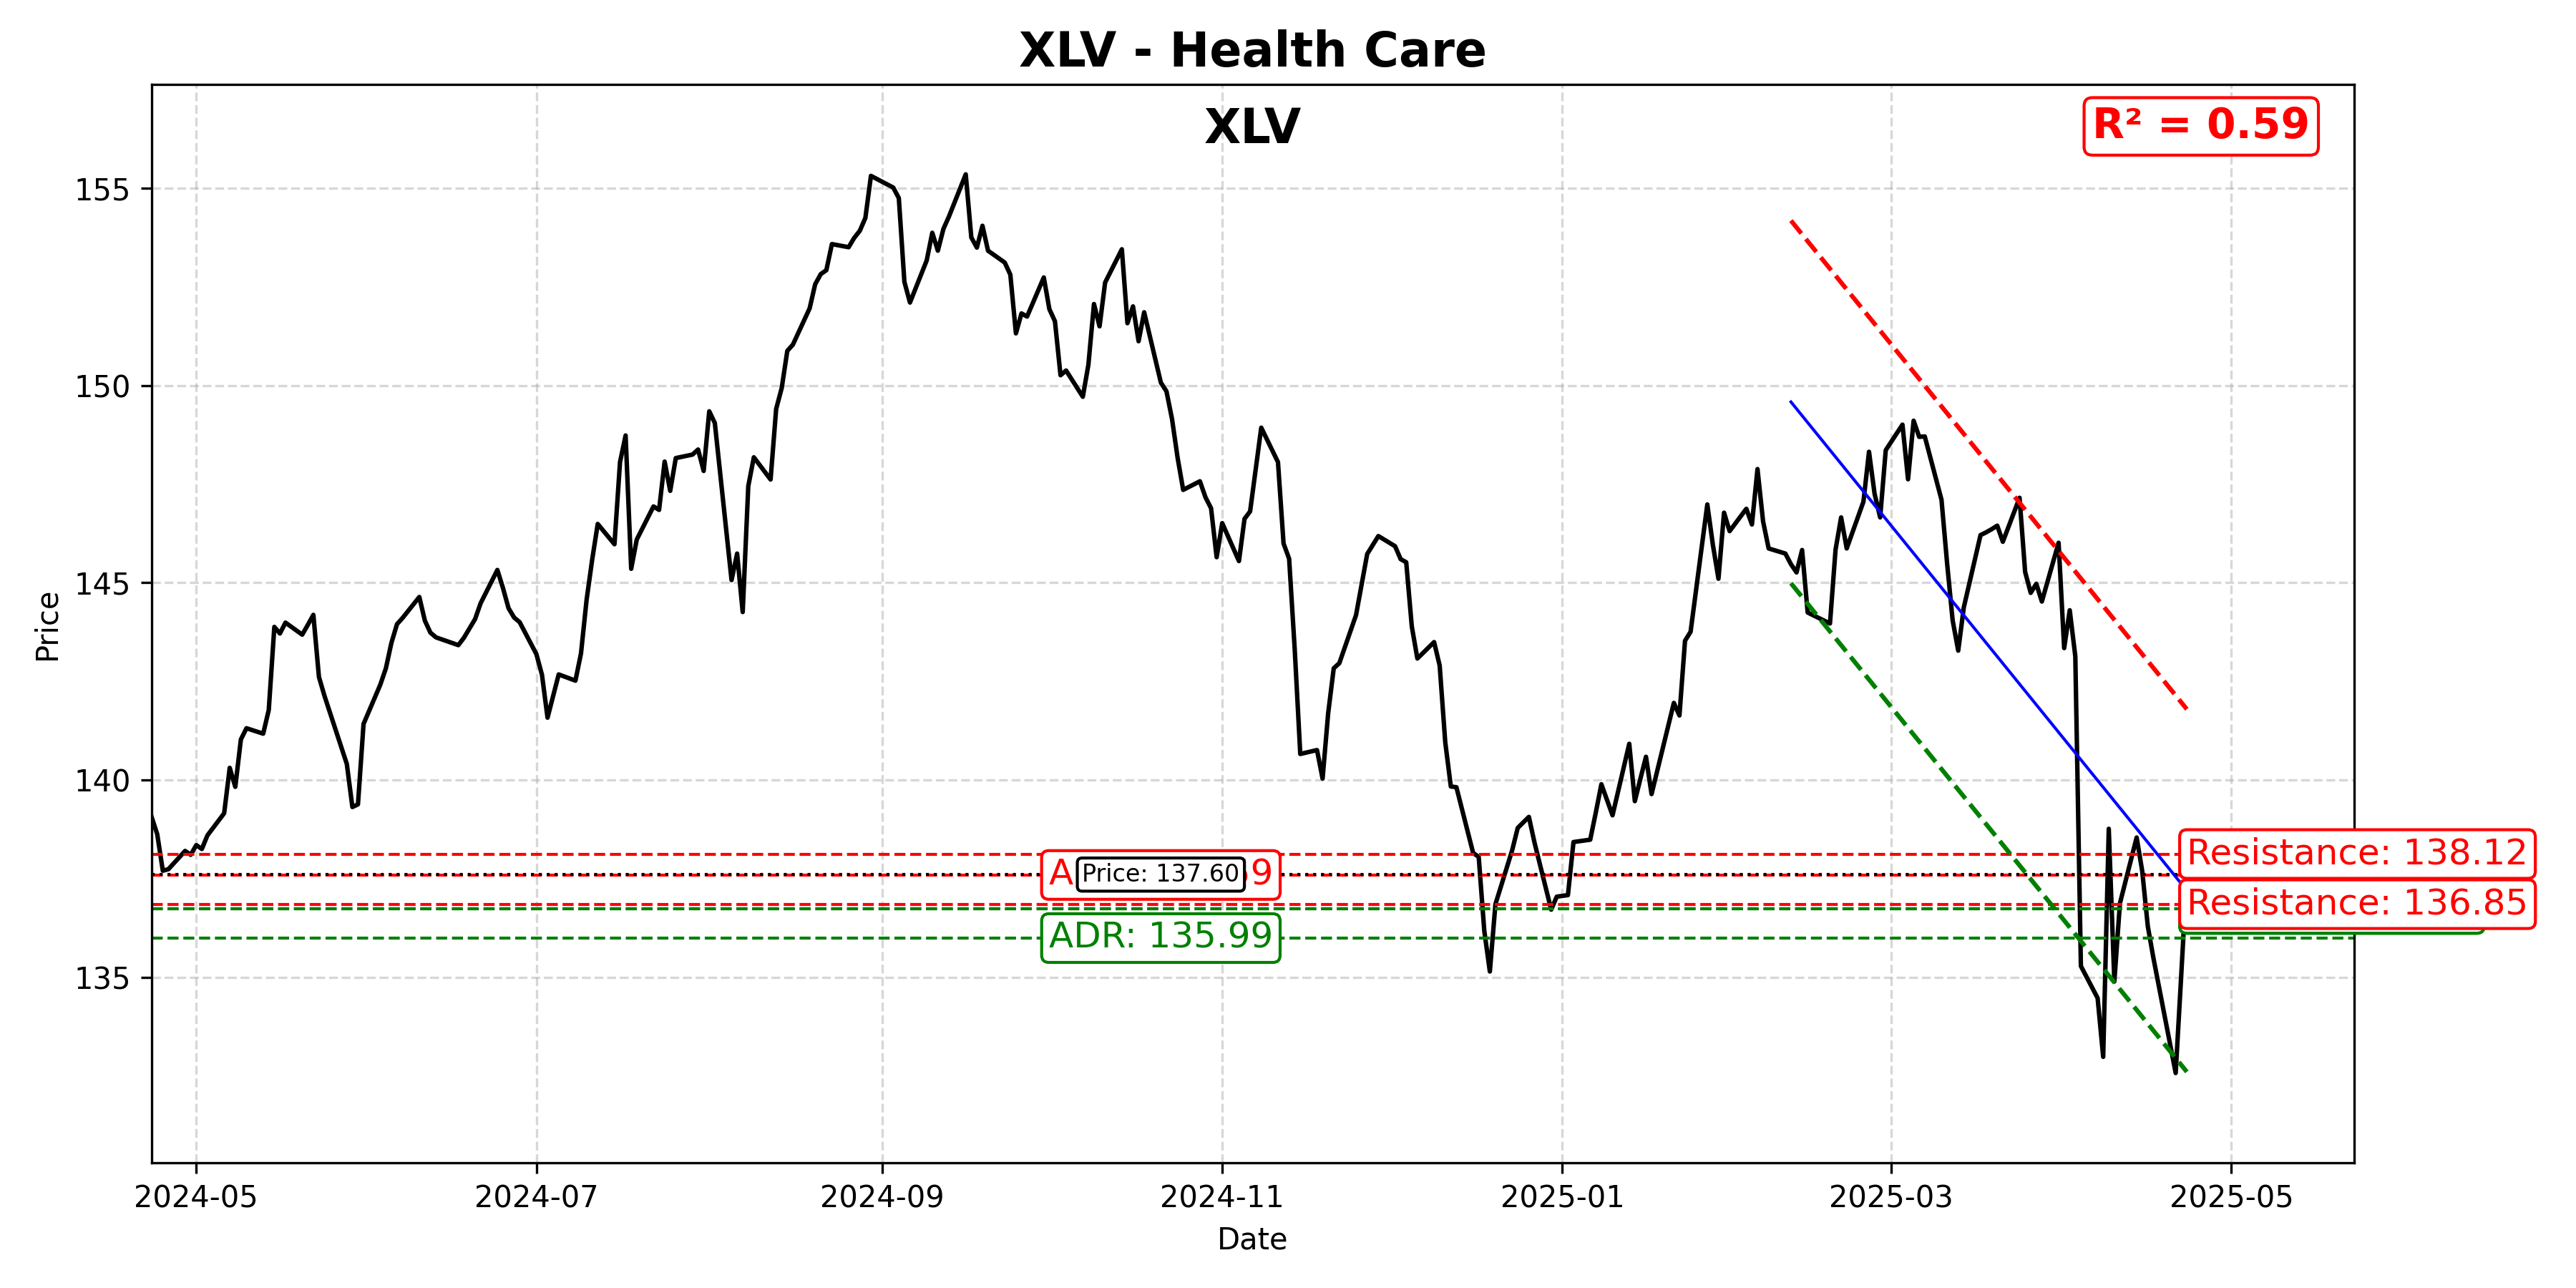 XLV - Health Care
XLV
R² = 0.59
155
150
145
140
135
Price
Resistance: 138.12
A
Price: 137.60
9
Resistance: 136.85
ADR: 135.99
2024-05
2024-07
2024-09
2024-11
2025-01
2025-03
2025-05
Date